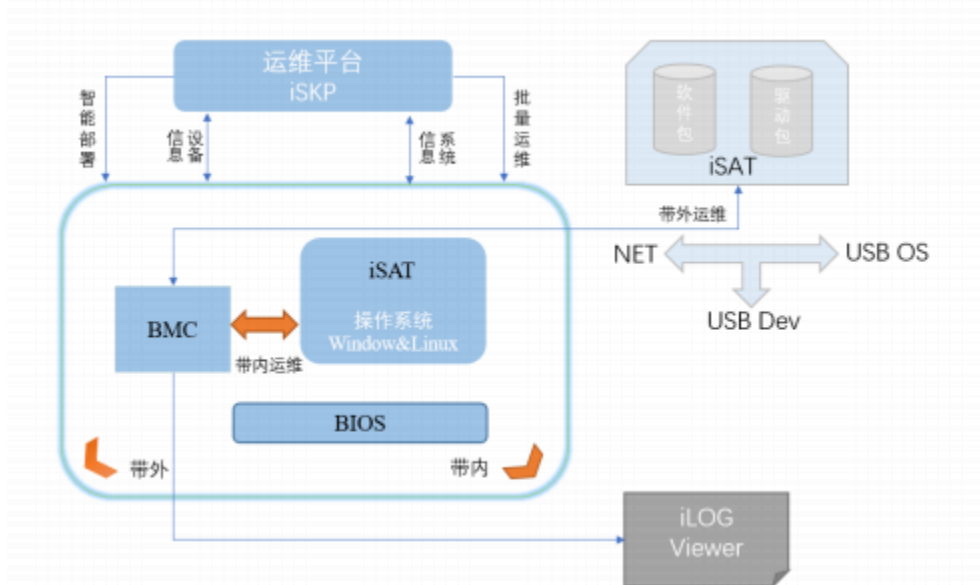 运维平台
iSKP
智能部署
设备信息
系统信息
批量运维
软件包
驱动包
iSAT
带外运维
NET
USB OS
USB Dev
iSAT
操作系统
Window&Linux
BMC
带内运维
BIOS
带外
带内
iLOG
Viewer